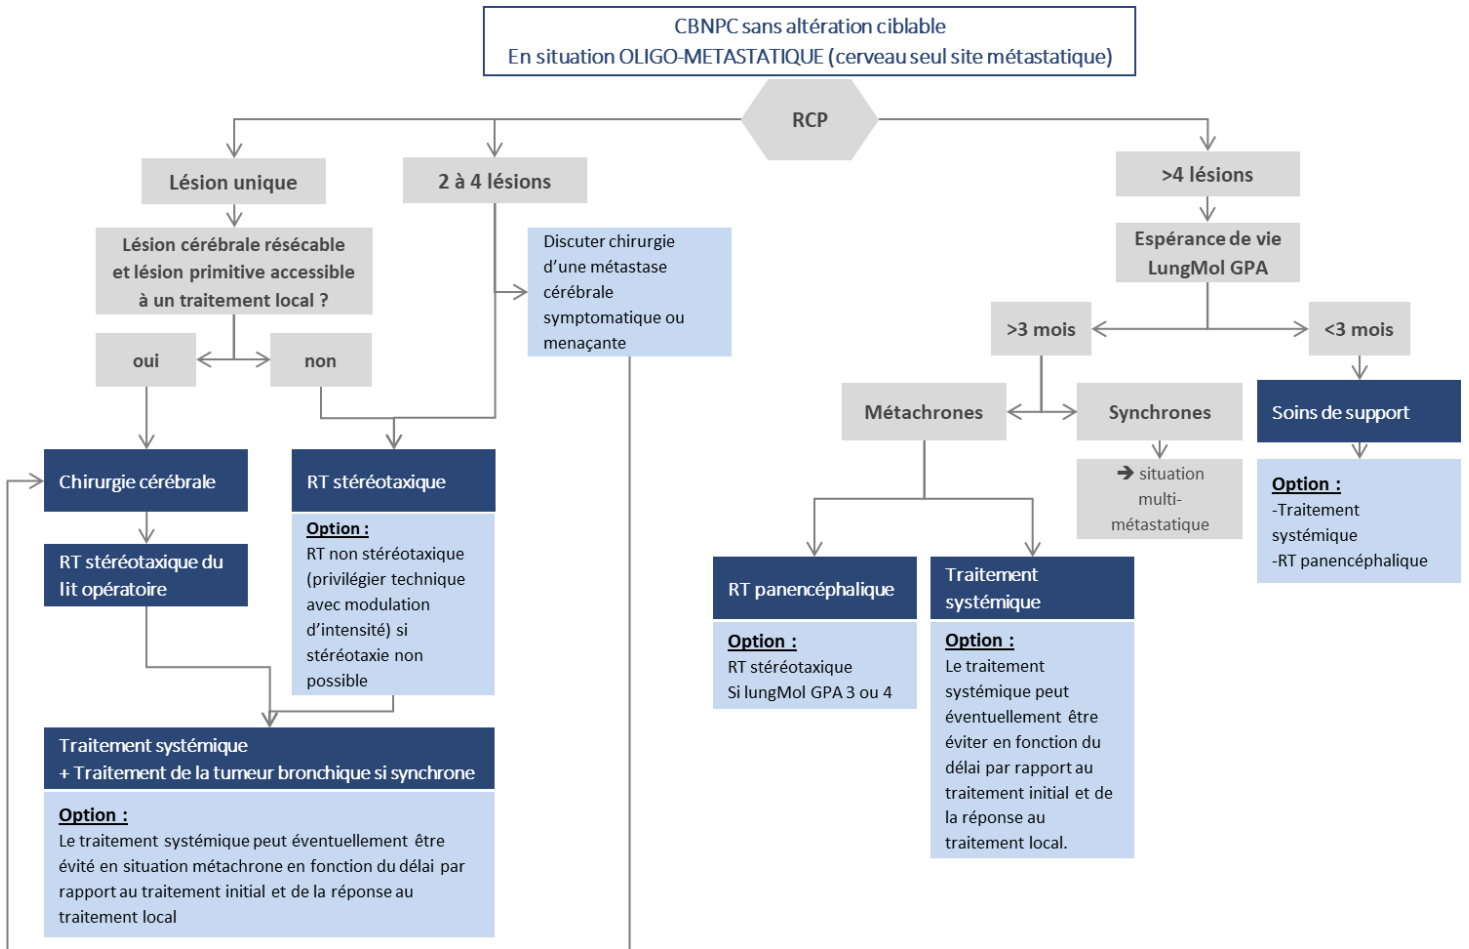 CBNPC sans altération ciblable
En situation OLIGO-METASTATIQUE (cerveau seul site métastatique)
RCP
Lésion unique
2 à 4 lésions
>4 lésions
Lésion cérébrale résécable
et lésion primitive accessible
à un traitement local ?
Discuter chirurgie
d’une métastase
cérébrale
symptomatique ou
menaçante
Espérance de vie
LungMol GPA
oui
non
>3 mois
<3 mois
Métachrones
Synchrones
Soins de support
Option :
-Traitement
systémique
-RT panencéphalique
➔ situation
multi-
métastatique
Chirurgie cérébrale
RT stéréotaxique du
lit opératoire
RT stéréotaxique
Option :
RT non stéréotaxique
(privilégier technique
avec modulation
d’intensité) si
stéréotaxie non
possible
RT panencéphalique
Option :
RT stéréotaxique
Si lungMol GPA 3 ou 4
Traitement
systémique
Option :
Le traitement
systémique peut
éventuellement être
éviter en fonction du
délai par rapport au
traitement initial et de
la réponse au
traitement local.
Traitement systémique
+ Traitement de la tumeur bronchique si synchrone
Option :
Le traitement systémique peut éventuellement être
évité en situation métachrone en fonction du délai par
rapport au traitement initial et de la réponse au
traitement local